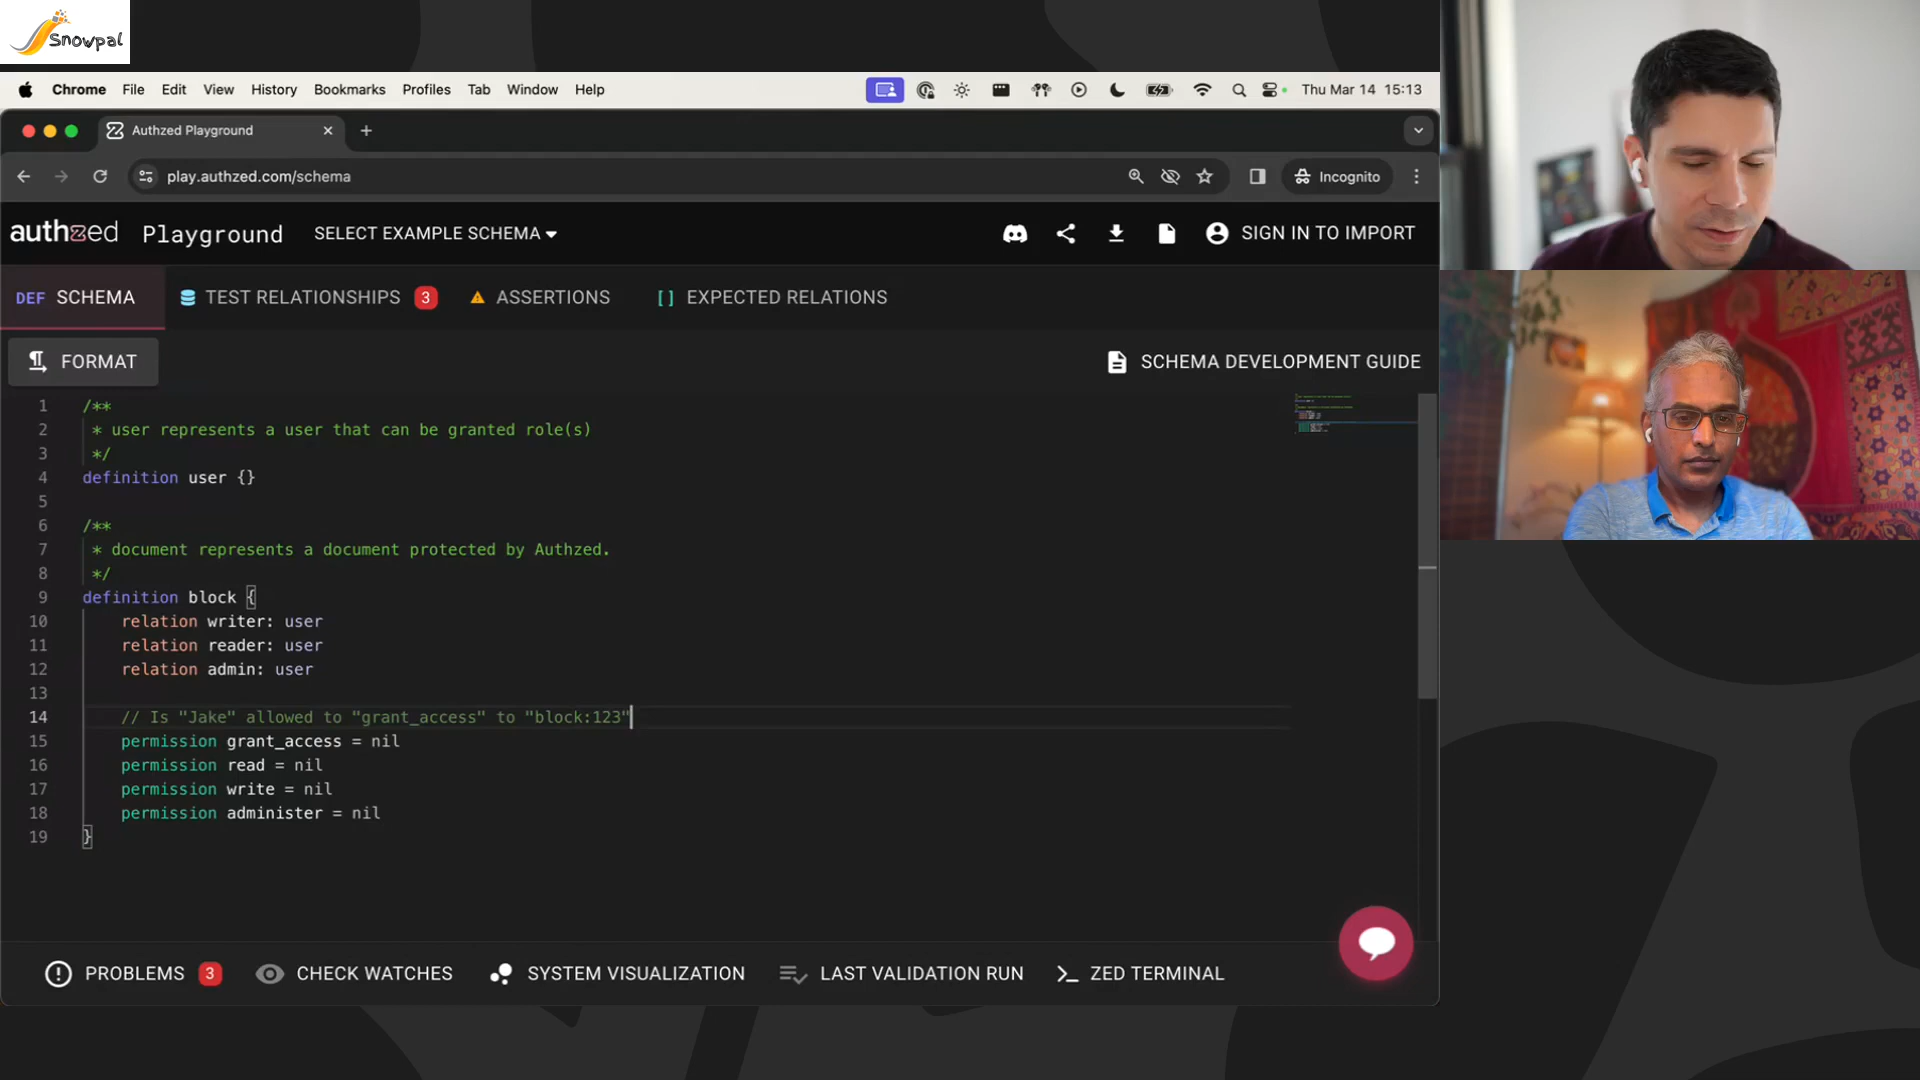 Snowpal
Chrome File Edit View History Bookmarks Profiles Tab Window Help Thu Mar 14 15:13
Authzed Playground
play.authzed.com/schema Incognito
authzed Playground SELECT EXAMPLE SCHEMA SIGN IN TO IMPORT
DEF SCHEMA TEST RELATIONSHIPS 3 ASSERTIONS [ ] EXPECTED RELATIONS
FORMAT SCHEMA DEVELOPMENT GUIDE
1 /**
2 * user represents a user that can be granted role(s)
3 */
4 definition user {}
5
6 /**
7 * document represents a document protected by Authzed.
8 */
9 definition block {
10 relation writer: user
11 relation reader: user
12 relation admin: user
13
14 // Is "Jake" allowed to "grant_access" to "block:123"
15 permission grant_access = nil
16 permission read = nil
17 permission write = nil
18 permission administer = nil
19 }
PROBLEMS 3 CHECK WATCHES SYSTEM VISUALIZATION LAST VALIDATION RUN ZED TERMINAL